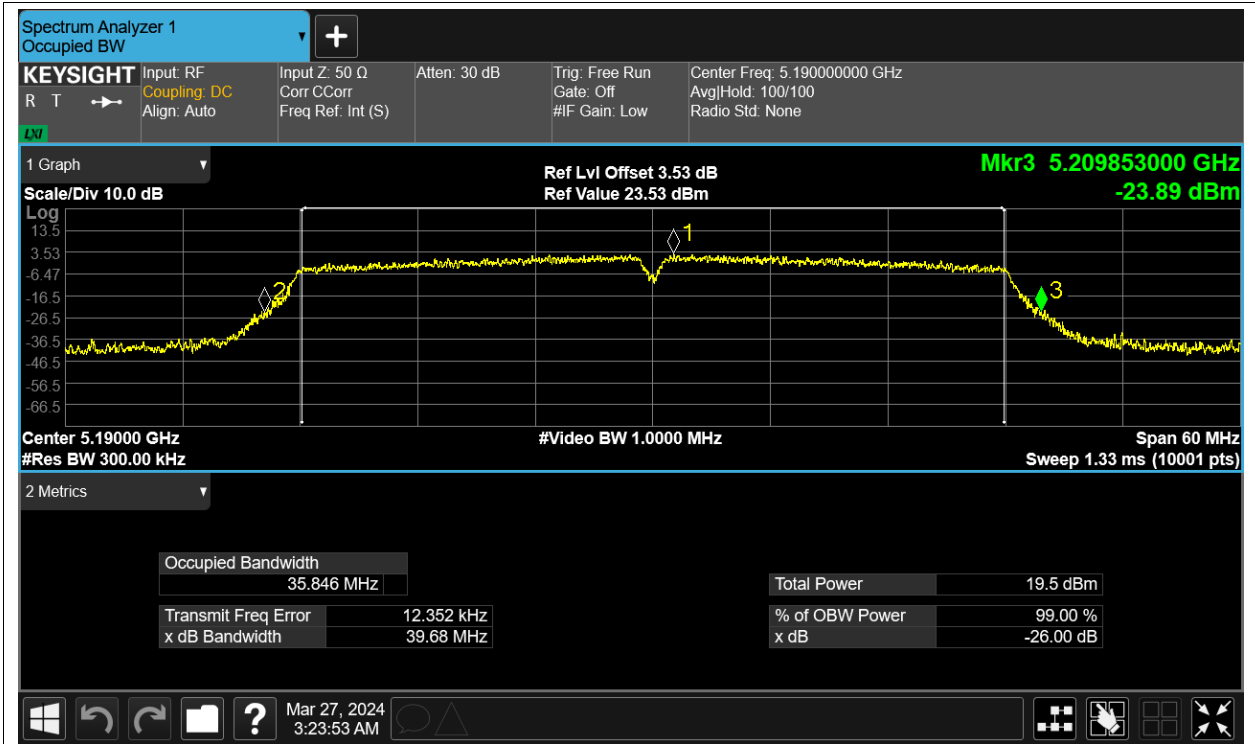 Spectrum Analyzer 1
Occupied BW
KEYSIGHT
R T
LXI
Input: RF
Coupling: DC
Align: Auto
Input Z: 50 Ω
Corr CCorr
Freq Ref: Int (S)
Atten: 30 dB
Trig: Free Run
Gate: Off
#IF Gain: Low
Center Freq: 5.190000000 GHz
Avg|Hold: 100/100
Radio Std: None
1 Graph
Scale/Div 10.0 dB
Ref Lvl Offset 3.53 dB
Ref Value 23.53 dBm
Mkr3 5.209853000 GHz
-23.89 dBm
Log
13.5
3.53
-6.47
-16.5
-26.5
-36.5
-46.5
-56.5
-66.5
1
2
3
Center 5.19000 GHz
#Res BW 300.00 kHz
#Video BW 1.0000 MHz
Span 60 MHz
Sweep 1.33 ms (10001 pts)
2 Metrics
Occupied Bandwidth
35.846 MHz
Transmit Freq Error 12.352 kHz
x dB Bandwidth 39.68 MHz
Total Power 19.5 dBm
% of OBW Power 99.00 %
x dB -26.00 dB
?
Mar 27, 2024
3:23:53 AM